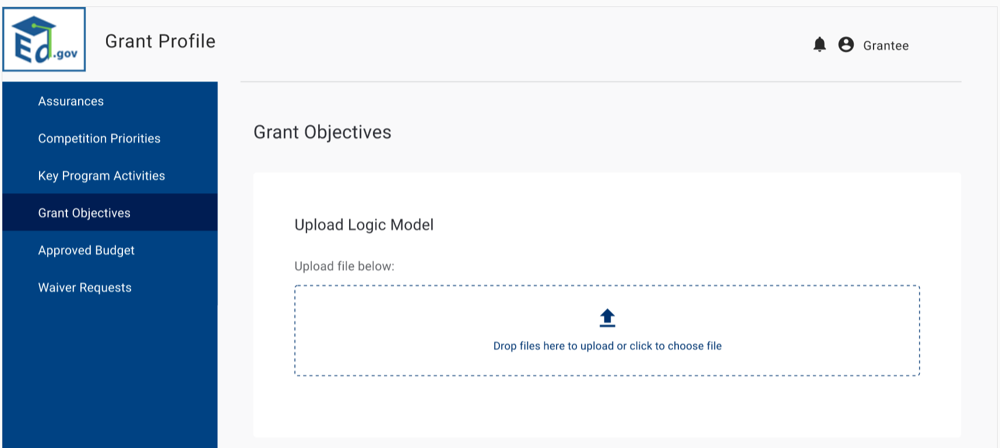 Ed.gov
Grant Profile
Grantee
Assurances
Competition Priorities
Key Program Activities
Grant Objectives
Approved Budget
Waiver Requests
Grant Objectives
Upload Logic Model
Upload file below:
Drop files here to upload or click to choose file